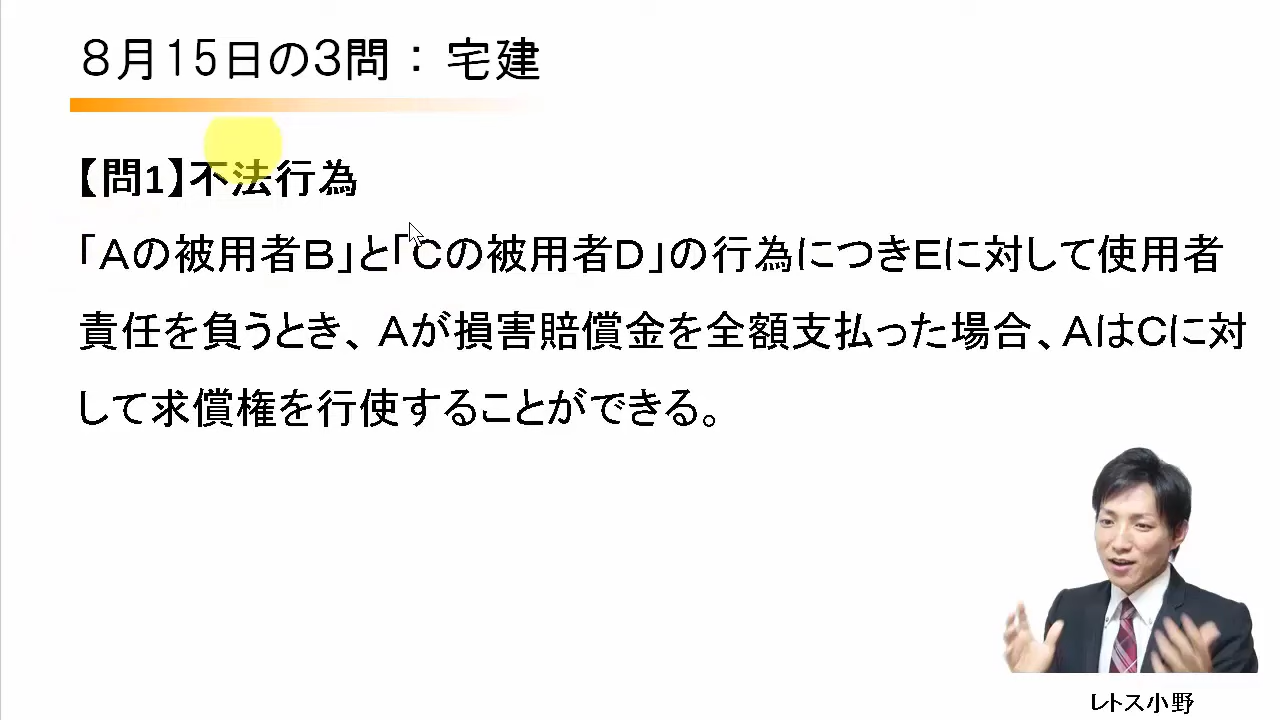 8月15日の3問：宅建
【問1】不法行為
「Aの被用者B」と「Cの被用者D」の行為につきEに対して使用者
責任を負うとき、Aが損害賠償金を全額支払った場合、AはCに対
して求償権を行使することができる。
レトス小野